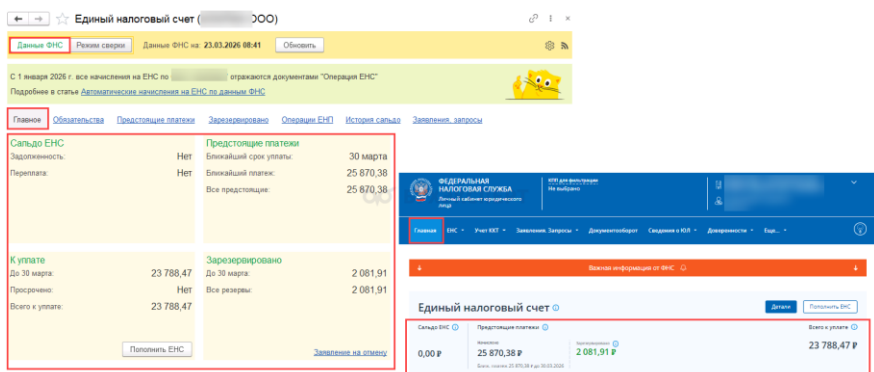 Единый налоговый счет ( ООО)
Данные ФНС Режим сверки Данные ФНС на: 23.03.2026 08:41 Обновить
С 1 января 2026 г. все начисления на ЕНС по отражаются документами "Операция ЕНС"
Подробнее в статье Автоматические начисления на ЕНС по данным ФНС
Главное Обязательства Предстоящие платежи Зарезервировано Операции ЕНП История сальдо Заявления, запросы
Сальдо ЕНС
Задолженность: Нет
Переплата: Нет
Предстоящие платежи
Ближайший срок уплаты: 30 марта
Ближайший платеж: 25 870,38
Все предстоящие: 25 870,38
К уплате
До 30 марта: 23 788,47
Просрочено: Нет
Всего к уплате: 23 788,47
Пополнить ЕНС
Зарезервировано
До 30 марта: 2 081,91
Все резервы: 2 081,91
Заявление на отмену
ФЕДЕРАЛЬНАЯ
НАЛОГОВАЯ СЛУЖБА
Личный кабинет юридического
лица
КПП для фильтрации
Не выбрано
Главная ЕНС Учет ККТ Заявления. Запросы Документооборот Сведения о ЮЛ Доверенности Еще...
Важная информация от ФНС
Единый налоговый счет
Детали Пополнить ЕНС
Сальдо ЕНС Предстоящие платежи Всего к уплате
Начислено Зарезервировано
0,00 ₽ 25 870,38 ₽ 2 081,91 ₽ 23 788,47 ₽